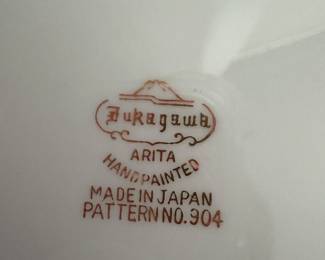 Fukagawa
ARITA
HANDPAINTED
MADE IN JAPAN
PATTERN NO. 904